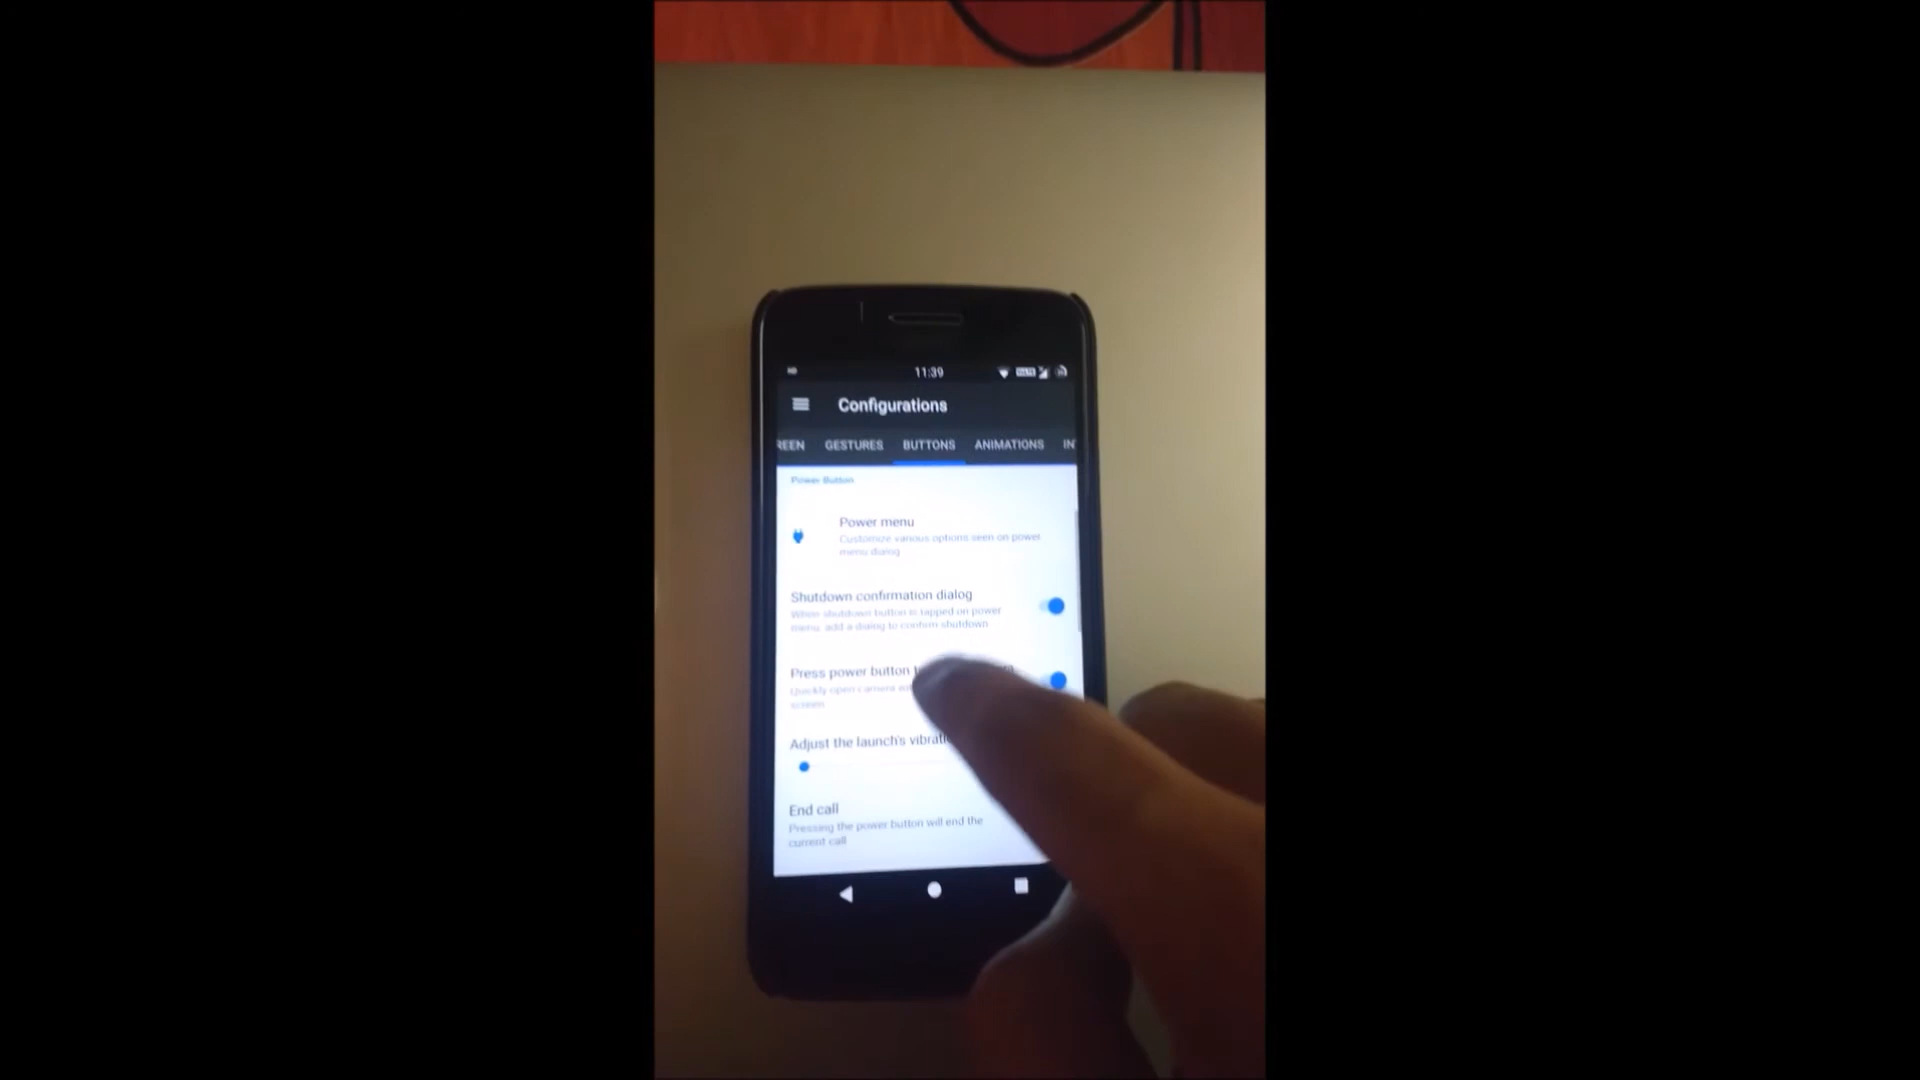 11:39
Configurations
REEN GESTURES BUTTONS ANIMATIONS IN
Power Button
Power menu
Customize various options seen on power
menu dialog
Shutdown confirmation dialog
When shutdown button is tapped on power
menu, add a dialog to confirm shutdown
Press power button
Quickly open camera
screen
Adjust the launch's
End call
Pressing the power button will end the
current call